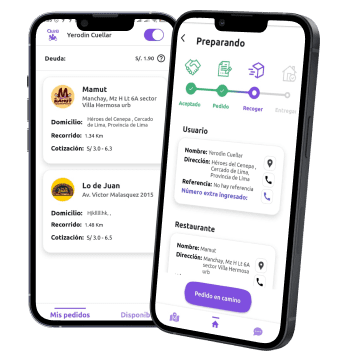 Yerodin Cuellar
Deuda:
S/. 1.90
Mamut
Manchay, Mz H Lt 6A sector
Villa Hermosa urb
Domicilio: Héroes del Cenepa , Cercado
de Lima, Provincia de Lima
Recorrido: 1.34 Km
Cotización: S/ 3.0 - 6.3
Lo de Juan
Av. Víctor Malasquez 2015
Domicilio:
Recorrido: 1.48 Km
Cotización: S/ 3.0 - 6.5
Mis pedidos
Disponib
Preparando
Aceptado
Pedido
Recoger
Entregar
Usuario
Nombre: Yerodin Cuellar
Dirección: Héroes del Cenepa ,
Cercado de Lima,
Provincia de Lima
Referencia: No hay referencia
Número extra ingresado:
Restaurante
Nombre: Mamut
Dirección: Manchay, Mz H Lt 6A
sector Villa Hermosa
urb
Pedido en camino